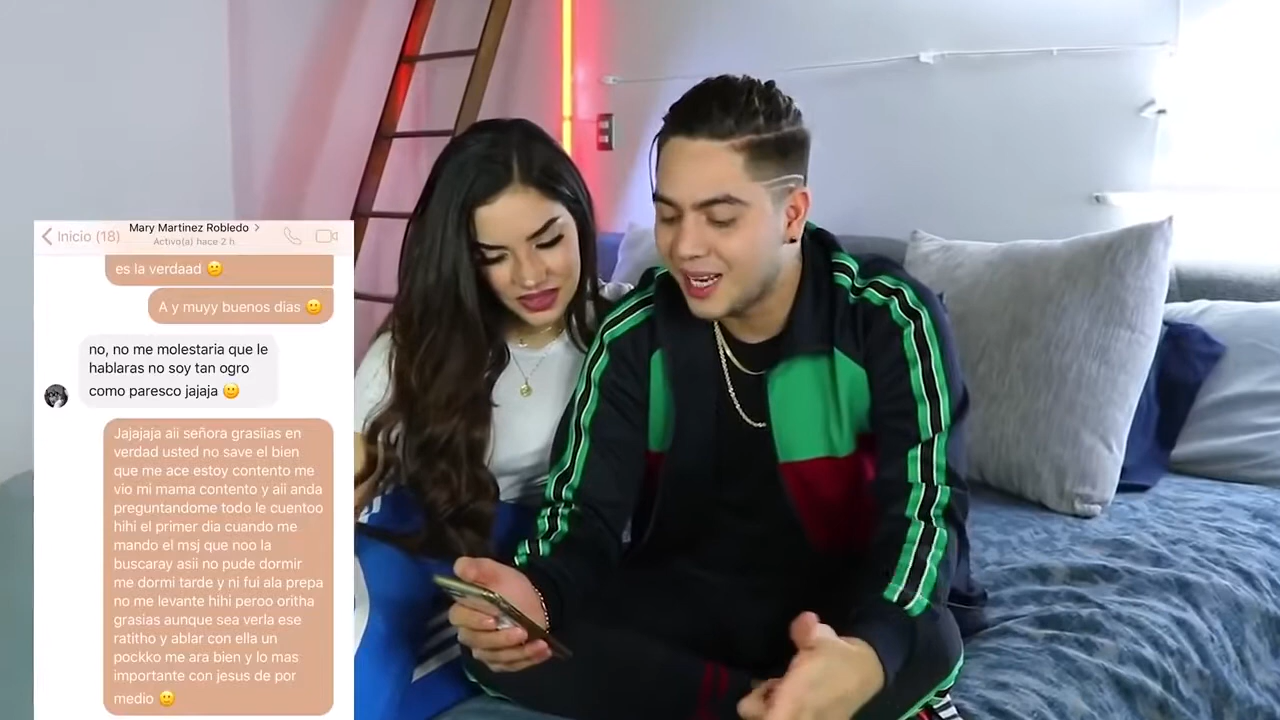 Inicio (18)
Mary Martinez Robledo
Activo(a) hace 2 h
es la verdaad 😕
A y muyy buenos dias 🙂
no, no me molestaria que le
hablaras no soy tan ogro
como paresco jajaja 🙂
Jajajaja aii señora grasiias en
verdad usted no save el bien
que me ace estoy contento me
vio mi mama contento y aii anda
preguntandome todo le cuentoo
hihi el primer dia cuando me
mando el msj que noo la
buscaray asii no pude dormir
me dormi tarde y ni fui ala prepa
no me levante hihi peroo oritha
grasias aunque sea verla ese
ratitho y ablar con ella un
pockko me ara bien y lo mas
importante con jesus de por
medio 🙂